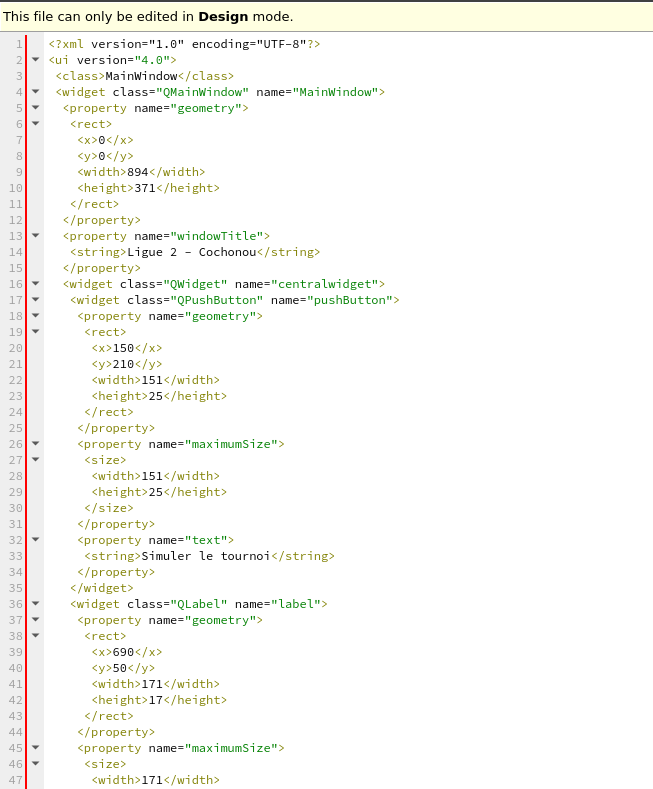 This file can only be edited in Design mode.
1 <?xml version="1.0" encoding="UTF-8"?>
2 <ui version="4.0">
3 <class>MainWindow</class>
4 <widget class="QMainWindow" name="MainWindow">
5 <property name="geometry">
6 <rect>
7 <x>0</x>
8 <y>0</y>
9 <width>894</width>
10 <height>371</height>
11 </rect>
12 </property>
13 <property name="windowTitle">
14 <string>Ligue 2 – Cochonou</string>
15 </property>
16 <widget class="QWidget" name="centralwidget">
17 <widget class="QPushButton" name="pushButton">
18 <property name="geometry">
19 <rect>
20 <x>150</x>
21 <y>210</y>
22 <width>151</width>
23 <height>25</height>
24 </rect>
25 </property>
26 <property name="maximumSize">
27 <size>
28 <width>151</width>
29 <height>25</height>
30 </size>
31 </property>
32 <property name="text">
33 <string>Simuler le tournoi</string>
34 </property>
35 </widget>
36 <widget class="QLabel" name="label">
37 <property name="geometry">
38 <rect>
39 <x>690</x>
40 <y>50</y>
41 <width>171</width>
42 <height>17</height>
43 </rect>
44 </property>
45 <property name="maximumSize">
46 <size>
47 <width>171</width>